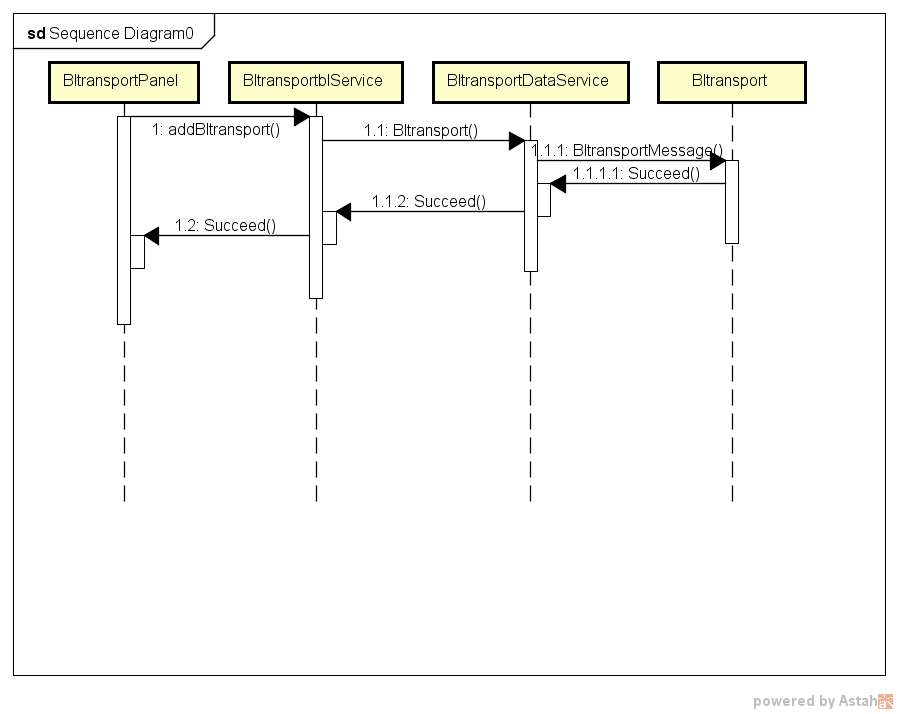 sd Sequence Diagram0
BltransportPanel
BltransportblService
BltransportDataService
Bltransport
1: addBltransport()
1.1: Bltransport()
1.1.1: BltransportMessage()
1.1.1.1: Succeed()
1.1.2: Succeed()
1.2: Succeed()
powered by Astah